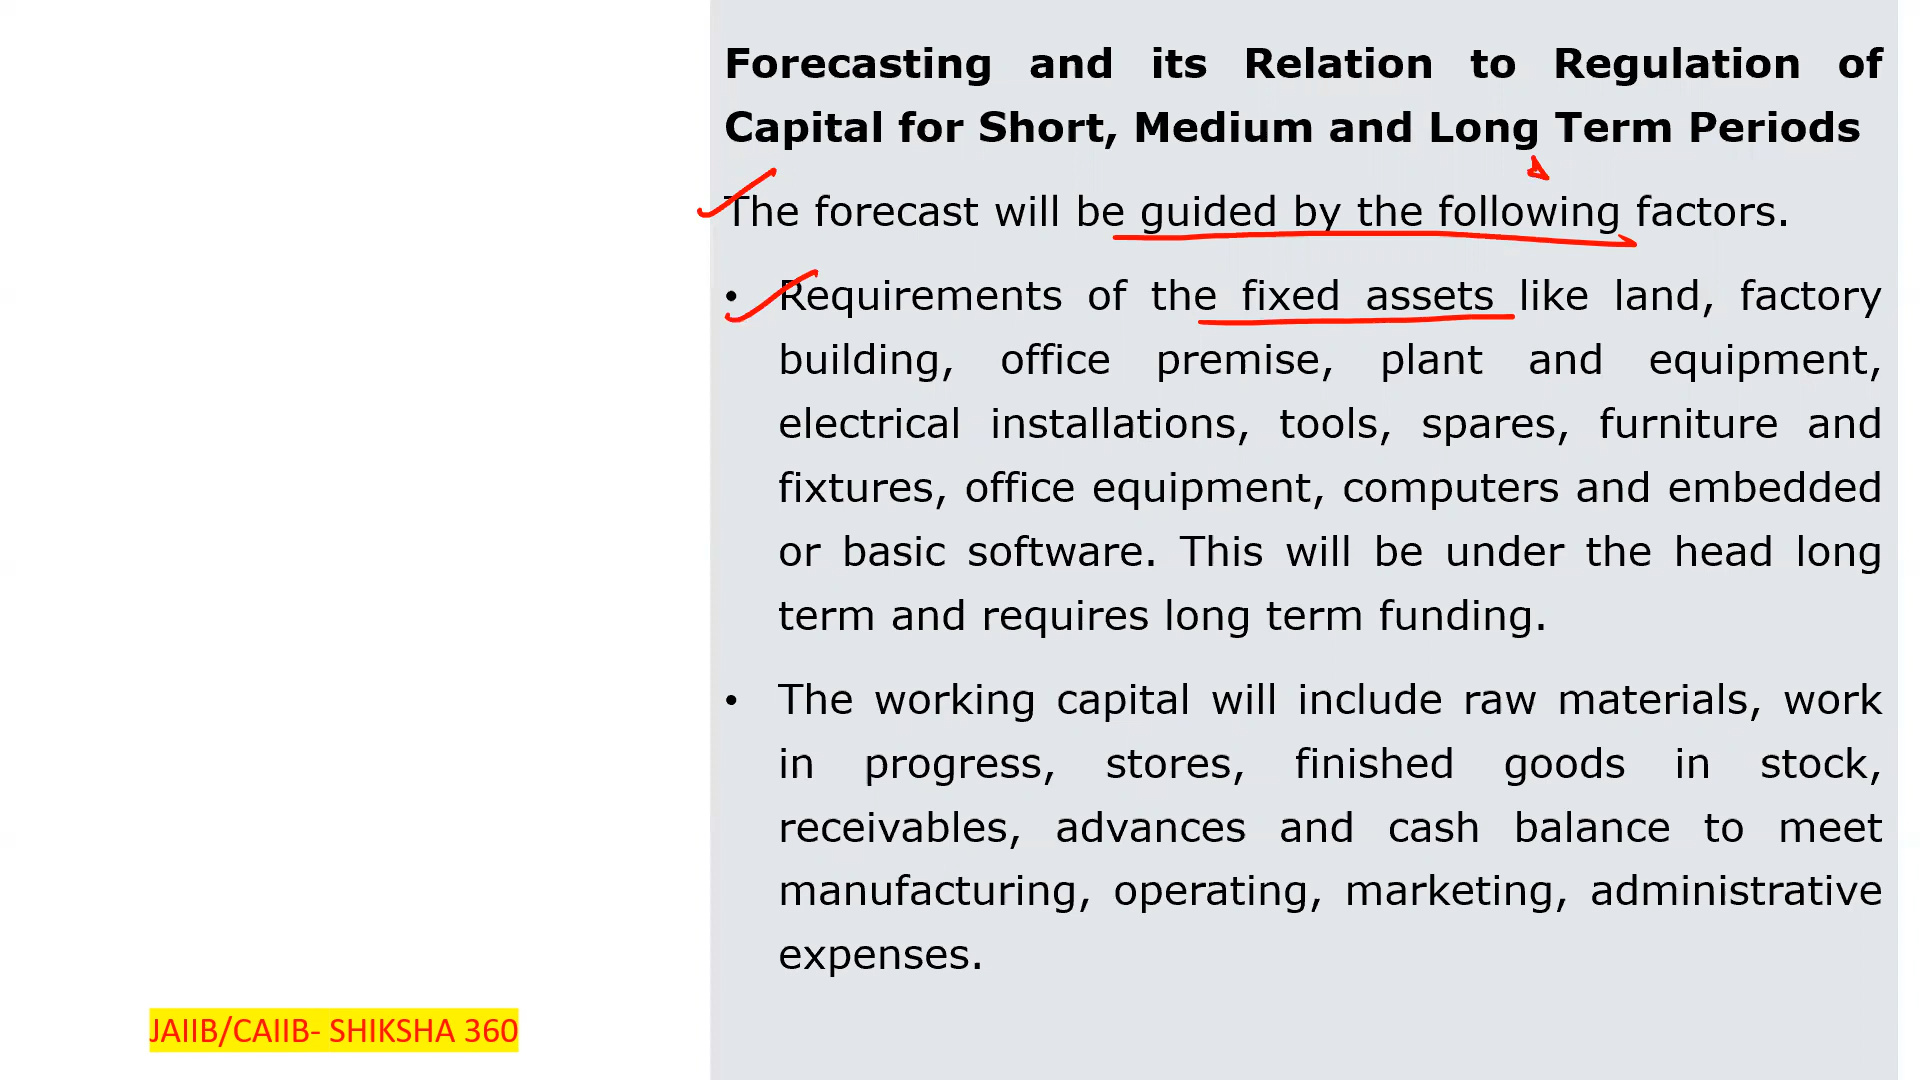 Forecasting and its Relation to Regulation of
Capital for Short, Medium and Long Term Periods
The forecast will be guided by the following factors.
• Requirements of the fixed assets like land, factory
building, office premise, plant and equipment,
electrical installations, tools, spares, furniture and
fixtures, office equipment, computers and embedded
or basic software. This will be under the head long
term and requires long term funding.
• The working capital will include raw materials, work
in progress, stores, finished goods in stock,
receivables, advances and cash balance to meet
manufacturing, operating, marketing, administrative
expenses.
JAIIB/CAIIB- SHIKSHA 360